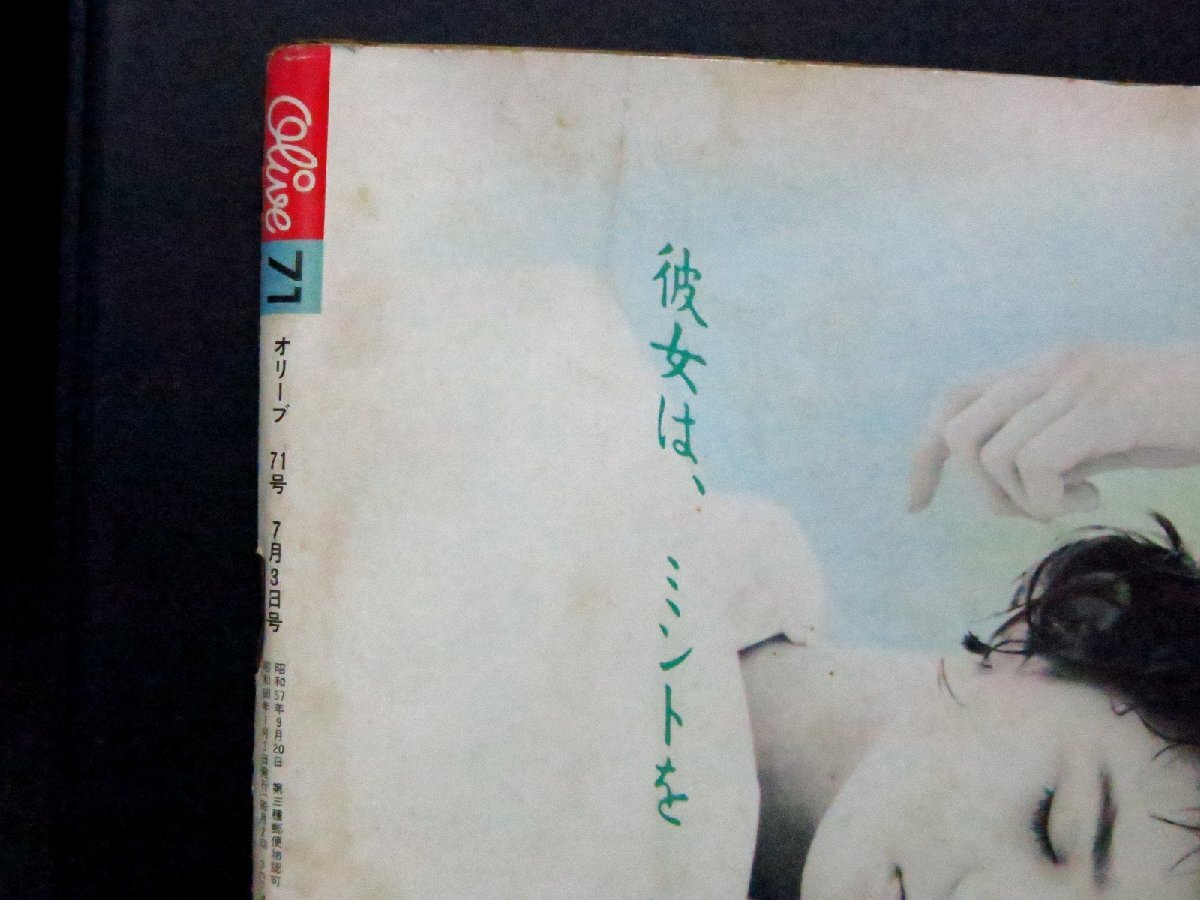 Olive
71
オリーブ 71号 7月3日号
昭和57年9月20日 第三種郵便物認可
彼女は、ミントを